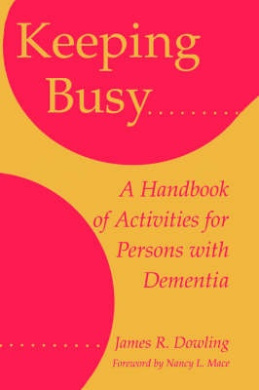 Keeping
Busy..........
A Handbook
of Activities for
Persons with
Dementia
James R. Dowling
Foreword by Nancy L. Mace